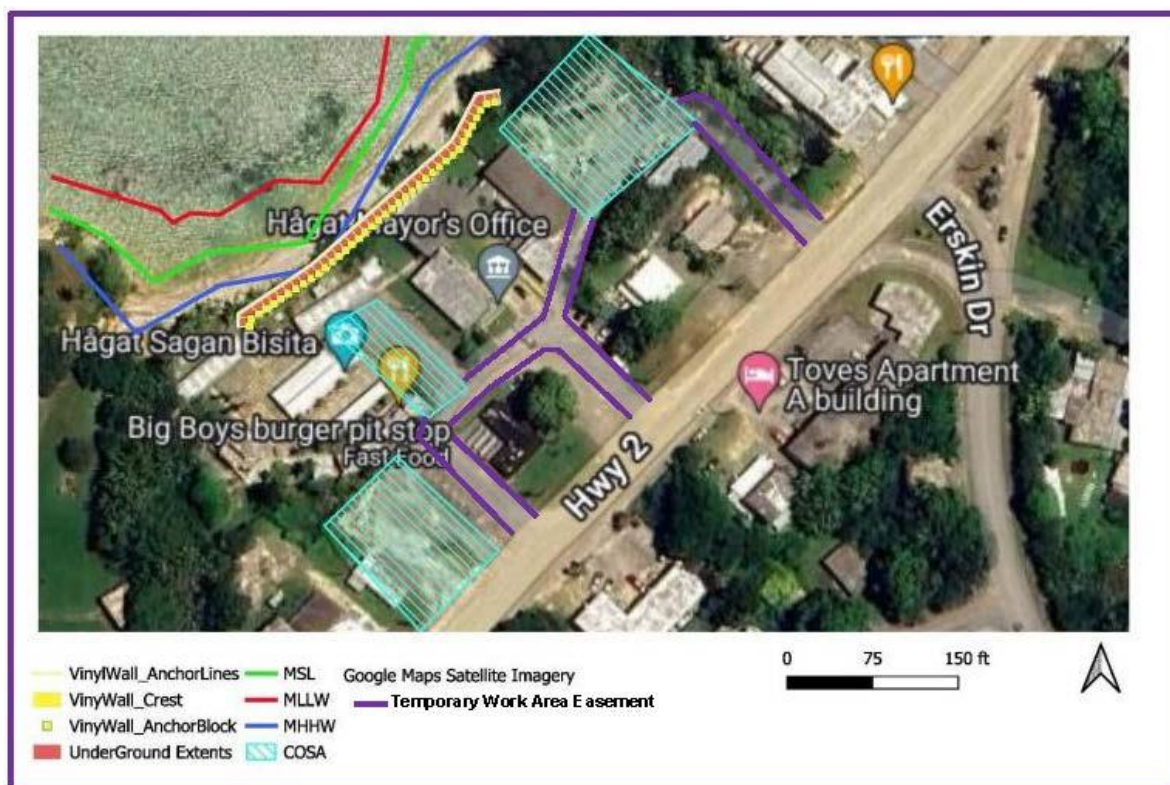 Hågat Mayor's Office
Erskin Dr
Hågat Sagan Bisita
Toves Apartment
A building
Big Boys burger pit stop
Fast Food
Hwy 2
VinylWall_AnchorLines
MSL
Google Maps Satellite Imagery
0 75 150 ft
VinyWall_Crest
MLLW
Temporary Work Area Easement
VinyWall_AnchorBlock
MHHW
UnderGround Extents
COSA